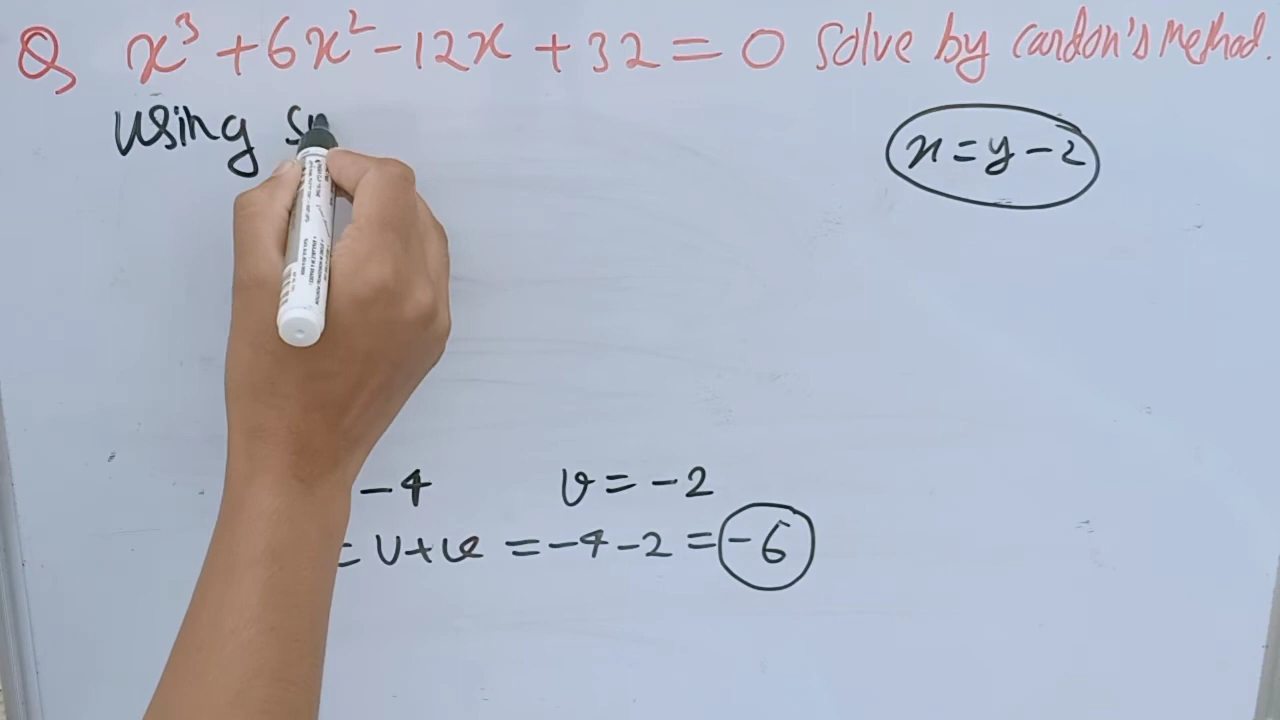 Q x³ + 6x² - 12x + 32 = 0 Solve by cardon's Method.
Using
x = y - 2
-4 v = -2
= u + v = -4 - 2 = -6